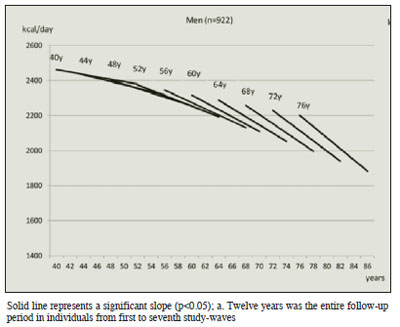 Men (n=922)
kcal/day
2600
40y 44y 48y 52y 56y 60y 64y 68y 72y 76y
2400
2200
2000
1800
1600
1400
40 42 44 46 48 50 52 54 56 58 60 62 64 66 68 70 72 74 76 78 80 82 84 86 years
Solid line represents a significant slope (p<0.05); a. Twelve years was the entire follow-up
period in individuals from first to seventh study-waves